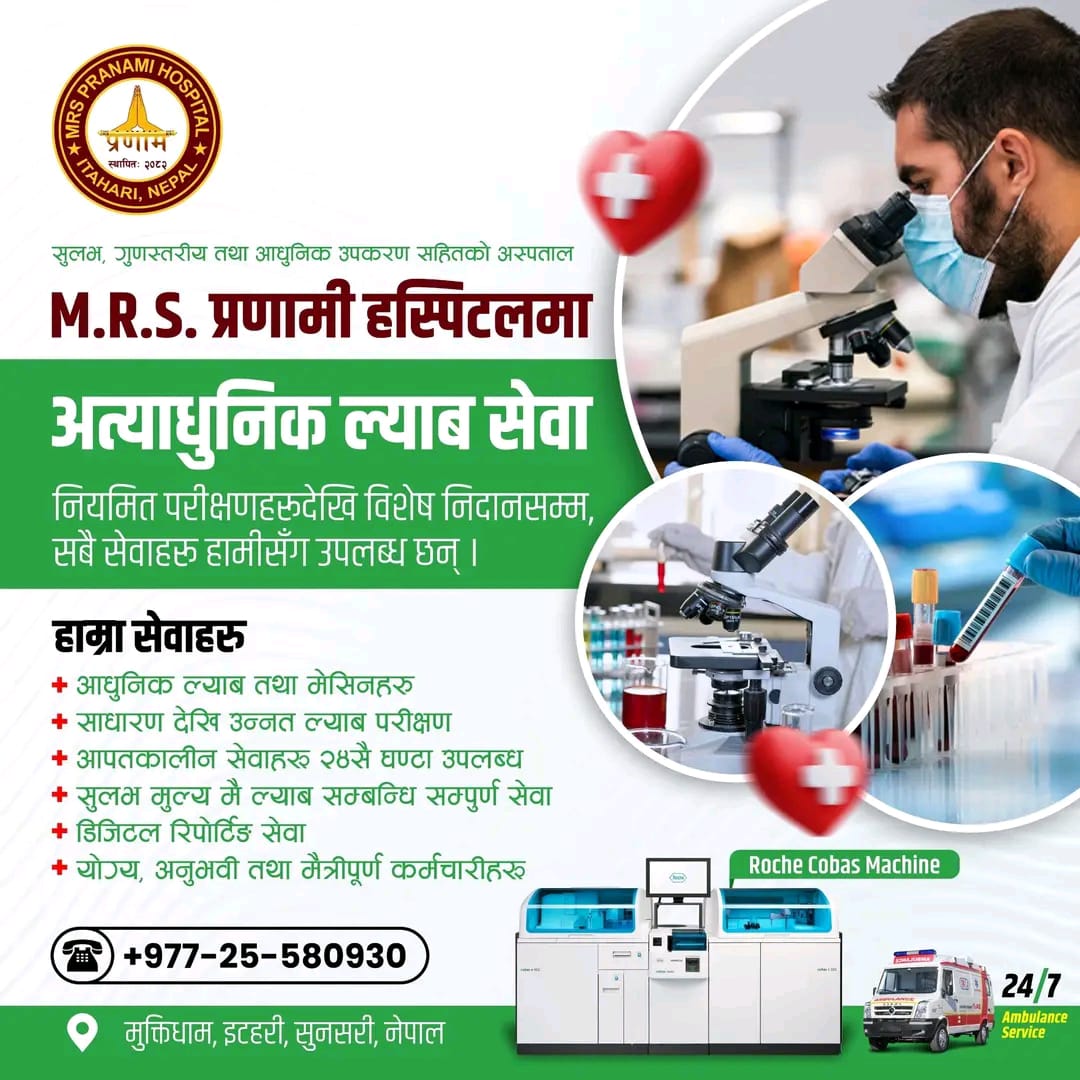 MRS PRANAMI HOSPITAL
प्रणाम
स्थापितः २०८२
ITAHARI, NEPAL
सुलभ, गुणस्तरीय तथा आधुनिक उपकरण सहितको अस्पताल
M.R.S. प्रणामी हस्पिटलमा
अत्याधुनिक ल्याब सेवा
नियमित परीक्षणहरूदेखि विशेष निदानसम्म,
सबै सेवाहरू हामीसँग उपलब्ध छन् ।
हाम्रा सेवाहरु
+ आधुनिक ल्याब तथा मेसिनहरु
+ साधारण देखि उन्नत ल्याब परीक्षण
+ आपतकालीन सेवाहरु २४सै घण्टा उपलब्ध
+ सुलभ मुल्य मै ल्याब सम्बन्धि सम्पुर्ण सेवा
+ डिजिटल रिपोर्टिङ सेवा
+ योग्य, अनुभवी तथा मैत्रीपूर्ण कर्मचारीहरु
Roche Cobas Machine
Roche
+977-25-580930
AMBULANCE
24/7
Ambulance
Service
मुक्तिधाम, इटहरी, सुनसरी, नेपाल